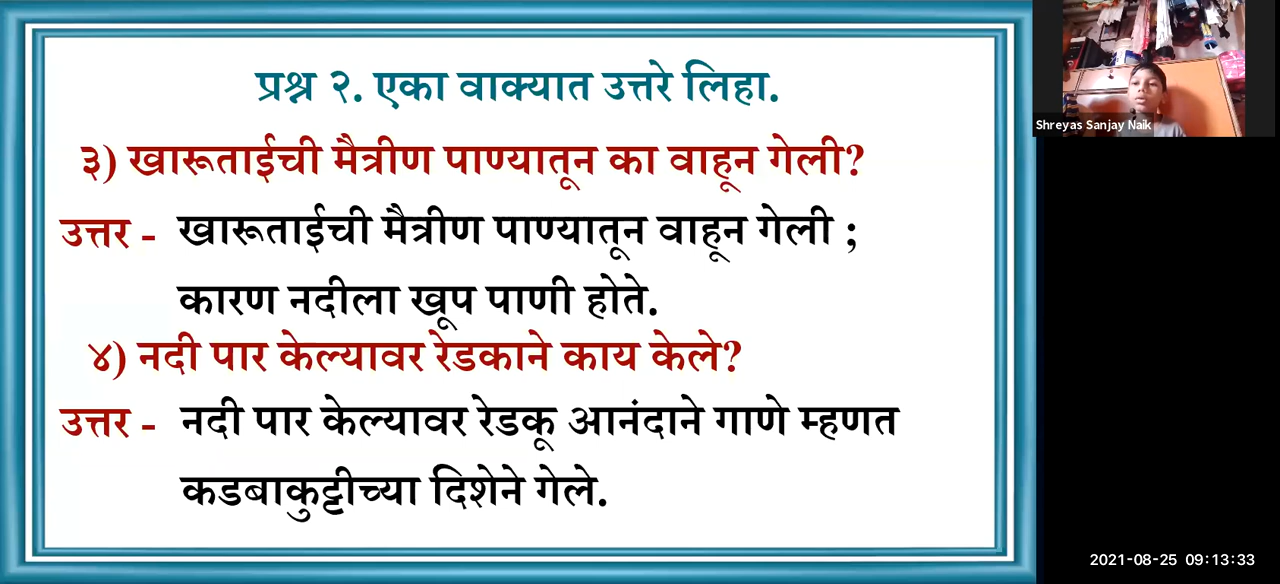 प्रश्न २. एका वाक्यात उत्तरे लिहा.
३) खारूताईची मैत्रीण पाण्यातून का वाहून गेली?
उत्तर - खारूताईची मैत्रीण पाण्यातून वाहून गेली ;
कारण नदीला खूप पाणी होते.
४) नदी पार केल्यावर रेडकाने काय केले?
उत्तर - नदी पार केल्यावर रेडकू आनंदाने गाणे म्हणत
कडबाकुट्टीच्या दिशेने गेले.
Shreyas Sanjay Naik
2021-08-25 09:13:33